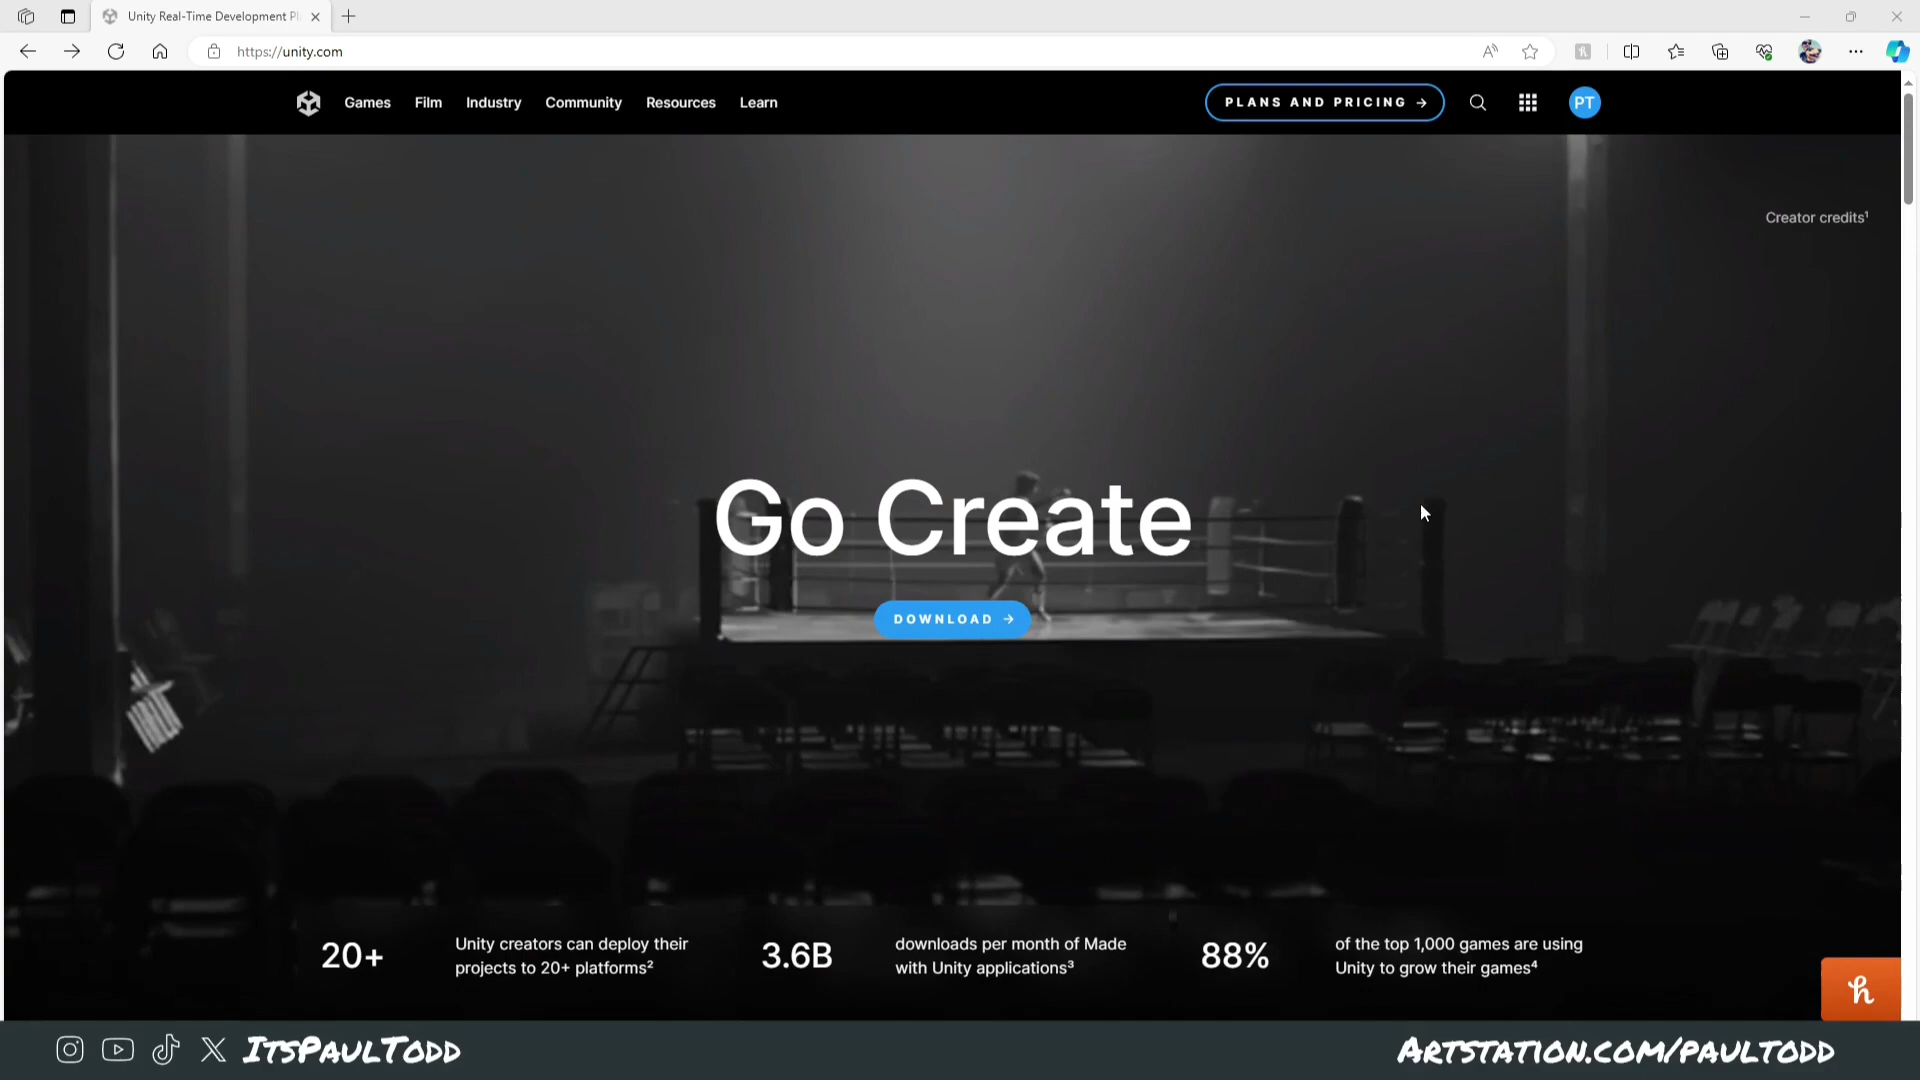 Unity Real-Time Development Pl
https://unity.com
Games
Film
Industry
Community
Resources
Learn
PLANS AND PRICING →
PT
Creator credits¹
Go Create
DOWNLOAD →
20+
Unity creators can deploy their
projects to 20+ platforms²
3.6B
downloads per month of Made
with Unity applications³
88%
of the top 1,000 games are using
Unity to grow their games⁴
h
ItsPaulTodd
Artstation.com/paultodd